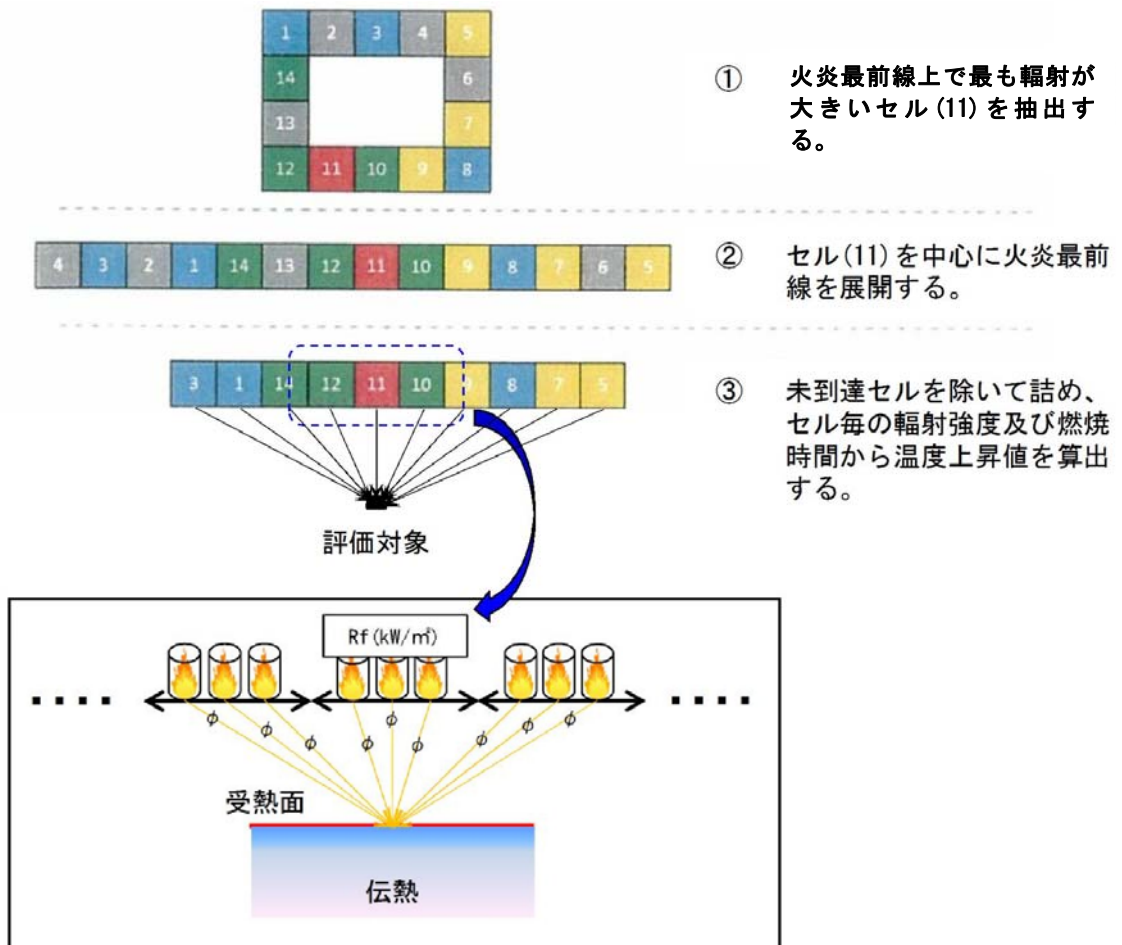 1 2 3 4 5
14 6
13 7
12 11 10 9 8
① 火炎最前線上で最も輻射が
大きいセル(11)を抽出す
る。
4 3 2 1 14 13 12 11 10 9 8 7 6 5
② セル(11)を中心に火炎最前
線を展開する。
3 1 14 12 11 10 9 8 7 5
③ 未到達セルを除いて詰め、
セル毎の輻射強度及び燃焼
時間から温度上昇値を算出
する。
評価対象
Rf(kW/㎡)
φ φ φ φ φ φ φ φ φ
受熱面
伝熱